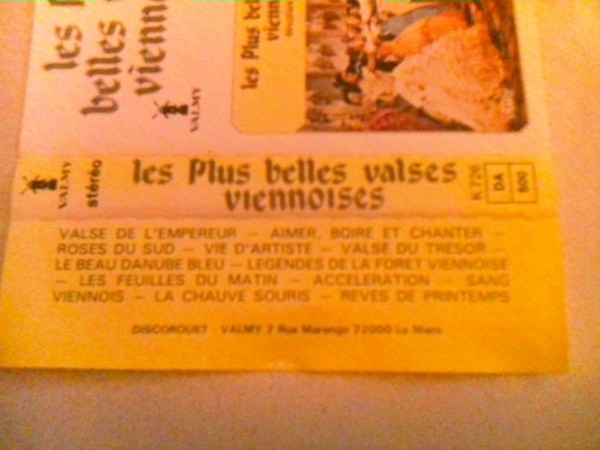 les
belles
vienn
VALMY
les Plus bel
vienn
VALMY
stéréo
les Plus belles valses
viennoises
K 726
DA
900
VALSE DE L'EMPEREUR — AIMER, BOIRE ET CHANTER —
ROSES DU SUD — VIE D'ARTISTE — VALSE DU TRESOR —
LE BEAU DANUBE BLEU — LEGENDES DE LA FORET VIENNOISE
— LES FEUILLES DU MATIN — ACCELERATION — SANG
VIENNOIS — LA CHAUVE SOURIS — REVES DE PRINTEMPS
DISCOROUET - VALMY 7 Rue Marengo 72000 Le Mans